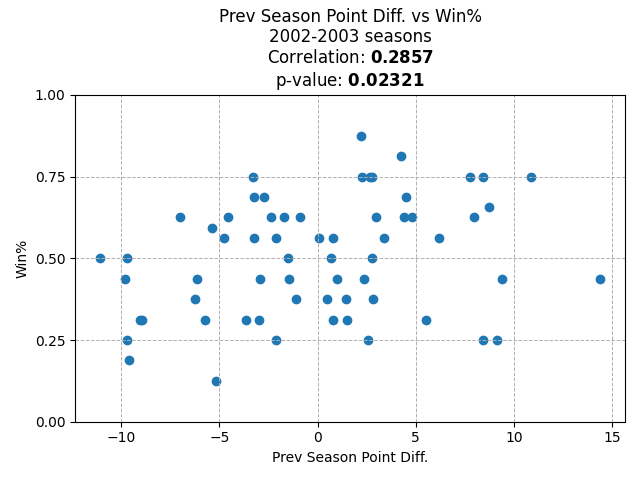 Prev Season Point Diff. vs Win%
2002-2003 seasons
Correlation: 0.2857
p-value: 0.02321
1.00
0.75
0.50
0.25
0.00
Win%
−10
−5
0
5
10
15
Prev Season Point Diff.